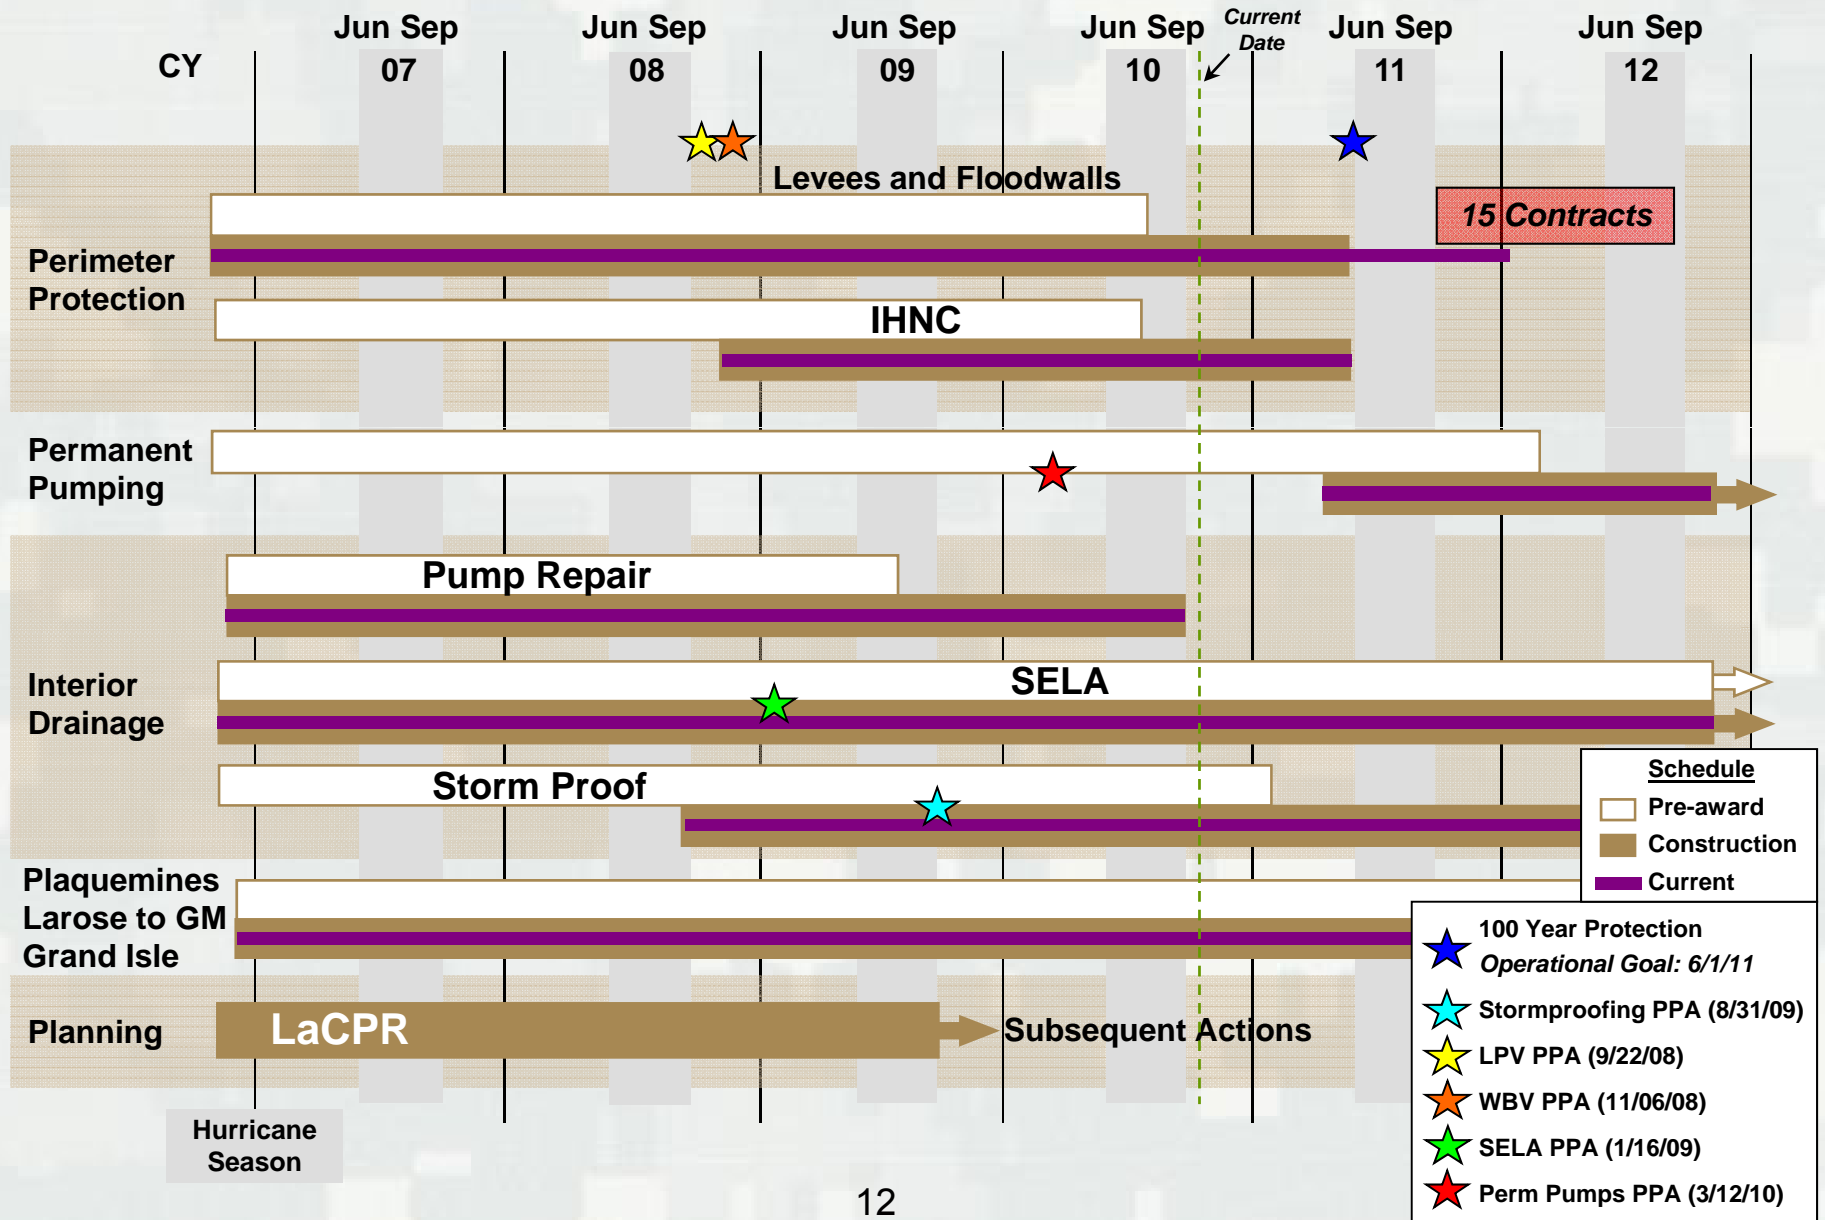 Jun Sep Jun Sep Jun Sep Jun Sep Current Date Jun Sep Jun Sep
CY 07 08 09 10 11 12
Levees and Floodwalls
15 Contracts
Perimeter
Protection
IHNC
Permanent
Pumping
Pump Repair
Interior
Drainage
SELA
Storm Proof
Plaquemines
Larose to GM
Grand Isle
Planning
LaCPR
Subsequent Actions
Hurricane
Season
Schedule
Pre-award
Construction
Current
100 Year Protection
Operational Goal: 6/1/11
Stormproofing PPA (8/31/09)
LPV PPA (9/22/08)
WBV PPA (11/06/08)
SELA PPA (1/16/09)
Perm Pumps PPA (3/12/10)
12